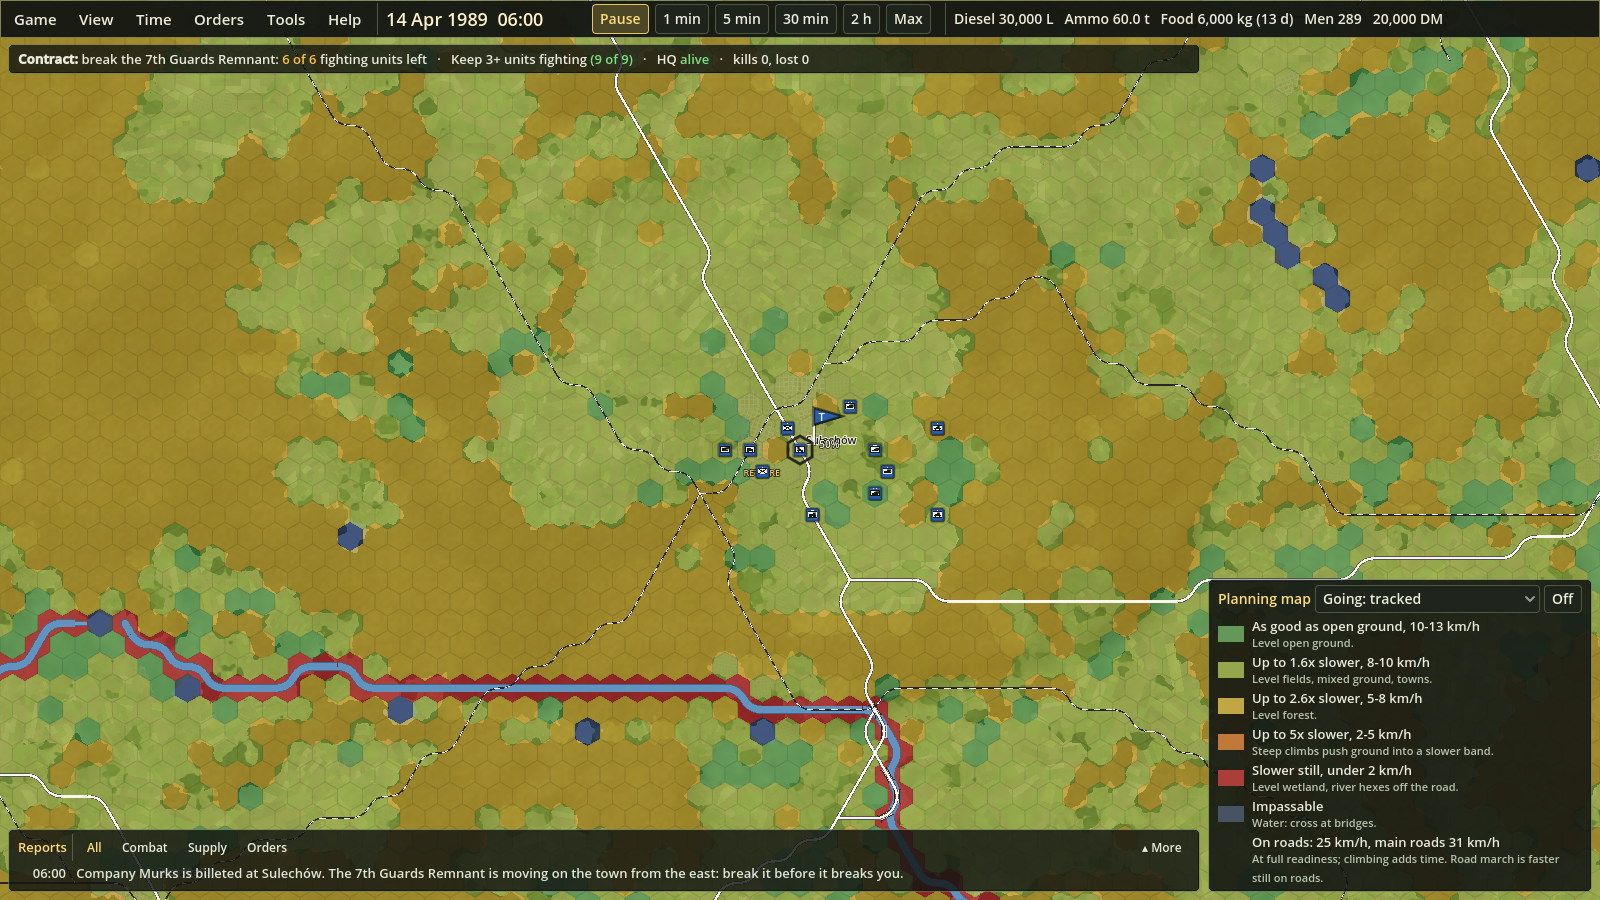 Game View Time Orders Tools Help 14 Apr 1989 06:00 Pause 1 min 5 min 30 min 2 h Max Diesel 30,000 L Ammo 60.0 t Food 6,000 kg (13 d) Men 289 20,000 DM
Contract: break the 7th Guards Remnant: 6 of 6 fighting units left · Keep 3+ units fighting (9 of 9) · HQ alive · kills 0, lost 0
T
Sulechów
50%
RE RE
Planning map Going: tracked Off
As good as open ground, 10-13 km/h
Level open ground.
Up to 1.6x slower, 8-10 km/h
Level fields, mixed ground, towns.
Up to 2.6x slower, 5-8 km/h
Level forest.
Up to 5x slower, 2-5 km/h
Steep climbs push ground into a slower band.
Slower still, under 2 km/h
Level wetland, river hexes off the road.
Impassable
Water: cross at bridges.
On roads: 25 km/h, main roads 31 km/h
At full readiness; climbing adds time. Road march is faster
still on roads.
Reports All Combat Supply Orders ▴ More
06:00 Company Murks is billeted at Sulechów. The 7th Guards Remnant is moving on the town from the east: break it before it breaks you.